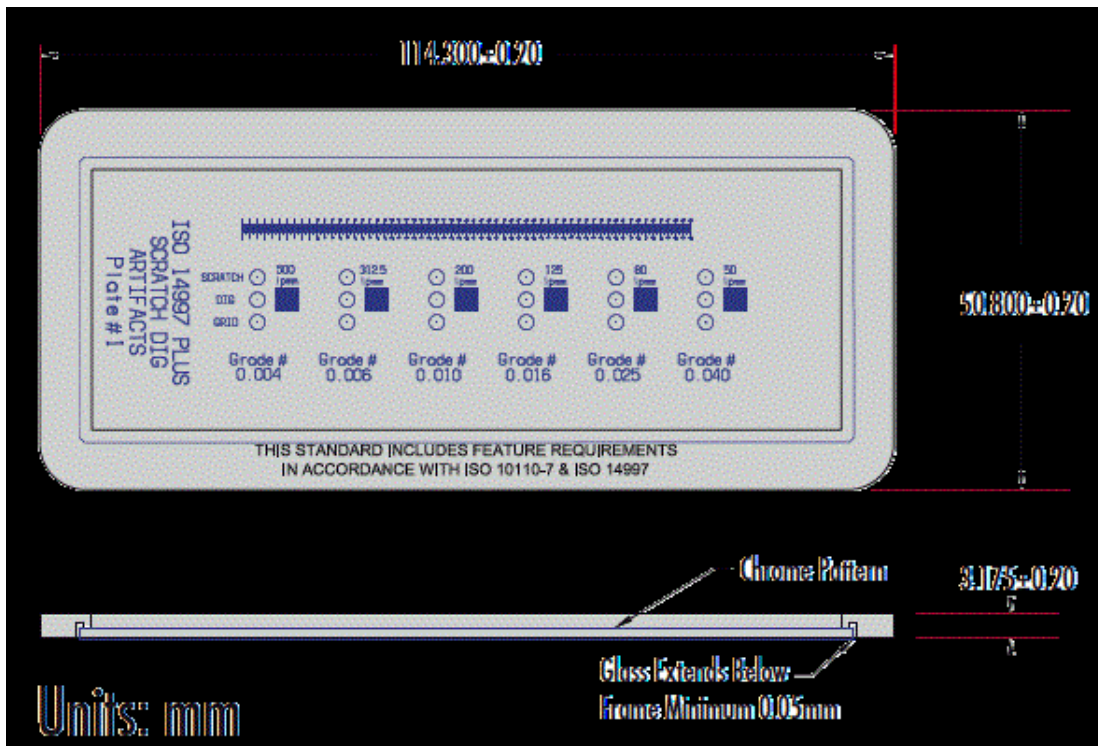 114.300±0.20
ISO 14997 PLUS
SCRATCH DIG
ARTIFACTS
Plate #1
SCRATCH
DIG
GRID
500
lpmm
312.5
lpmm
200
lpmm
125
lpmm
80
lpmm
50
lpmm
Grade #
0.004
Grade #
0.006
Grade #
0.010
Grade #
0.016
Grade #
0.025
Grade #
0.040
THIS STANDARD INCLUDES FEATURE REQUIREMENTS
IN ACCORDANCE WITH ISO 10110-7 & ISO 14997
50.800±0.20
Chrome Pattern
3.175±0.20
Glass Extends Below
Frame Minimum 0.05mm
Units: mm